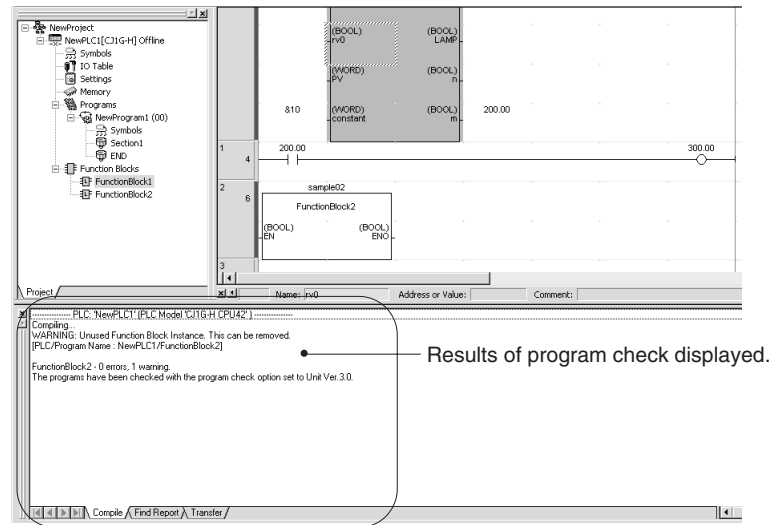 NewProject
NewPLC1[CJ1G-H] Offline
Symbols
IO Table
Settings
Memory
Programs
NewProgram1 (00)
Symbols
Section1
END
Function Blocks
FunctionBlock1
FunctionBlock2
Project
(BOOL) (BOOL)
rv0 LAMP
(WORD) (BOOL)
PV n
&10 (WORD) (BOOL) 200.00
constant m
1 200.00 300.00
4
2 sample02
6 FunctionBlock2
(BOOL) (BOOL)
EN ENO
3
Name: rv0 Address or Value: Comment:
-------------- PLC: 'NewPLC1' (PLC Model 'CJ1G-H CPU42' ) --------------
Compiling...
WARNING: Unused Function Block Instance. This can be removed.
[PLC/Program Name : NewPLC1/FunctionBlock2]
FunctionBlock2 - 0 errors, 1 warning.
The programs have been checked with the program check option set to Unit Ver.3.0.
Results of program check displayed.
Compile Find Report Transfer